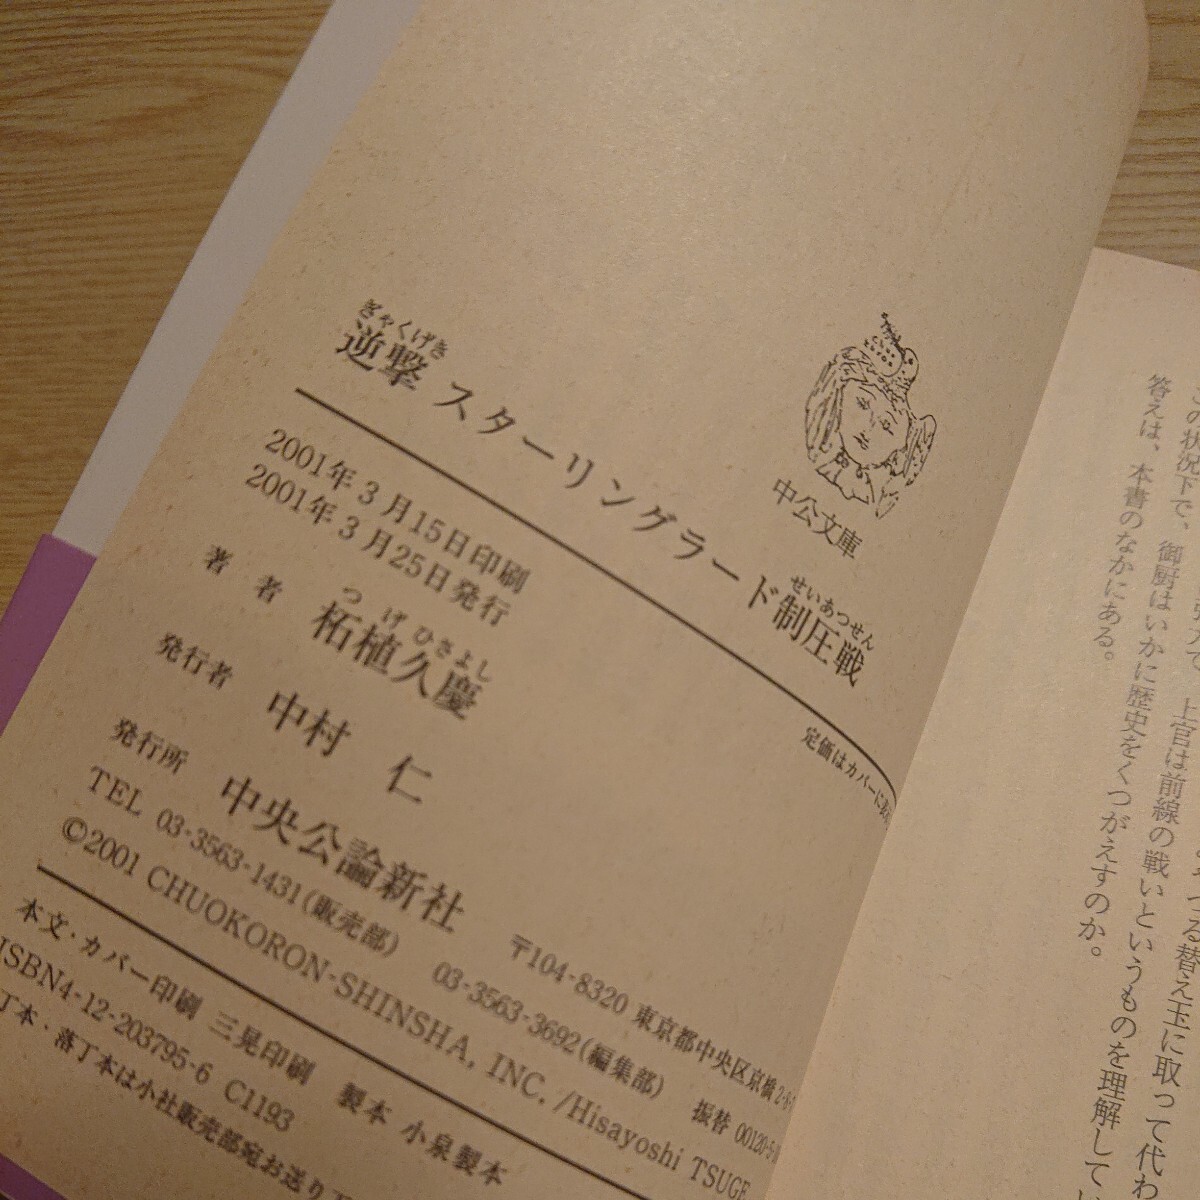 中公文庫
ぎゃくげき
せいあつせん
逆撃 スターリングラード制圧戦
定価はカバーに表
2001年3月15日印刷
2001年3月25日発行
つげひさよし
著者 柘植久慶
発行者 中村 仁
発行所 中央公論新社
〒104-8320 東京都中央区京橋2-8-
TEL 03-3563-1431(販売部) 03-3563-3692(編集部) 振替 00120-5-
©2001 CHUOKORON-SHINSHA, INC. /Hisayoshi TSUGE
本文・カバー印刷 三晃印刷 製本 小泉製本
ISBN4-12-203795-6 C1193
丁本・落丁本は小社販売部宛お送り下
の状況下で、御厨はいかに歴史をくつがえすのか。
答えは、本書のなかにある。
上官は前線の戦いというものを理解してい
つる替え玉に取って代わ